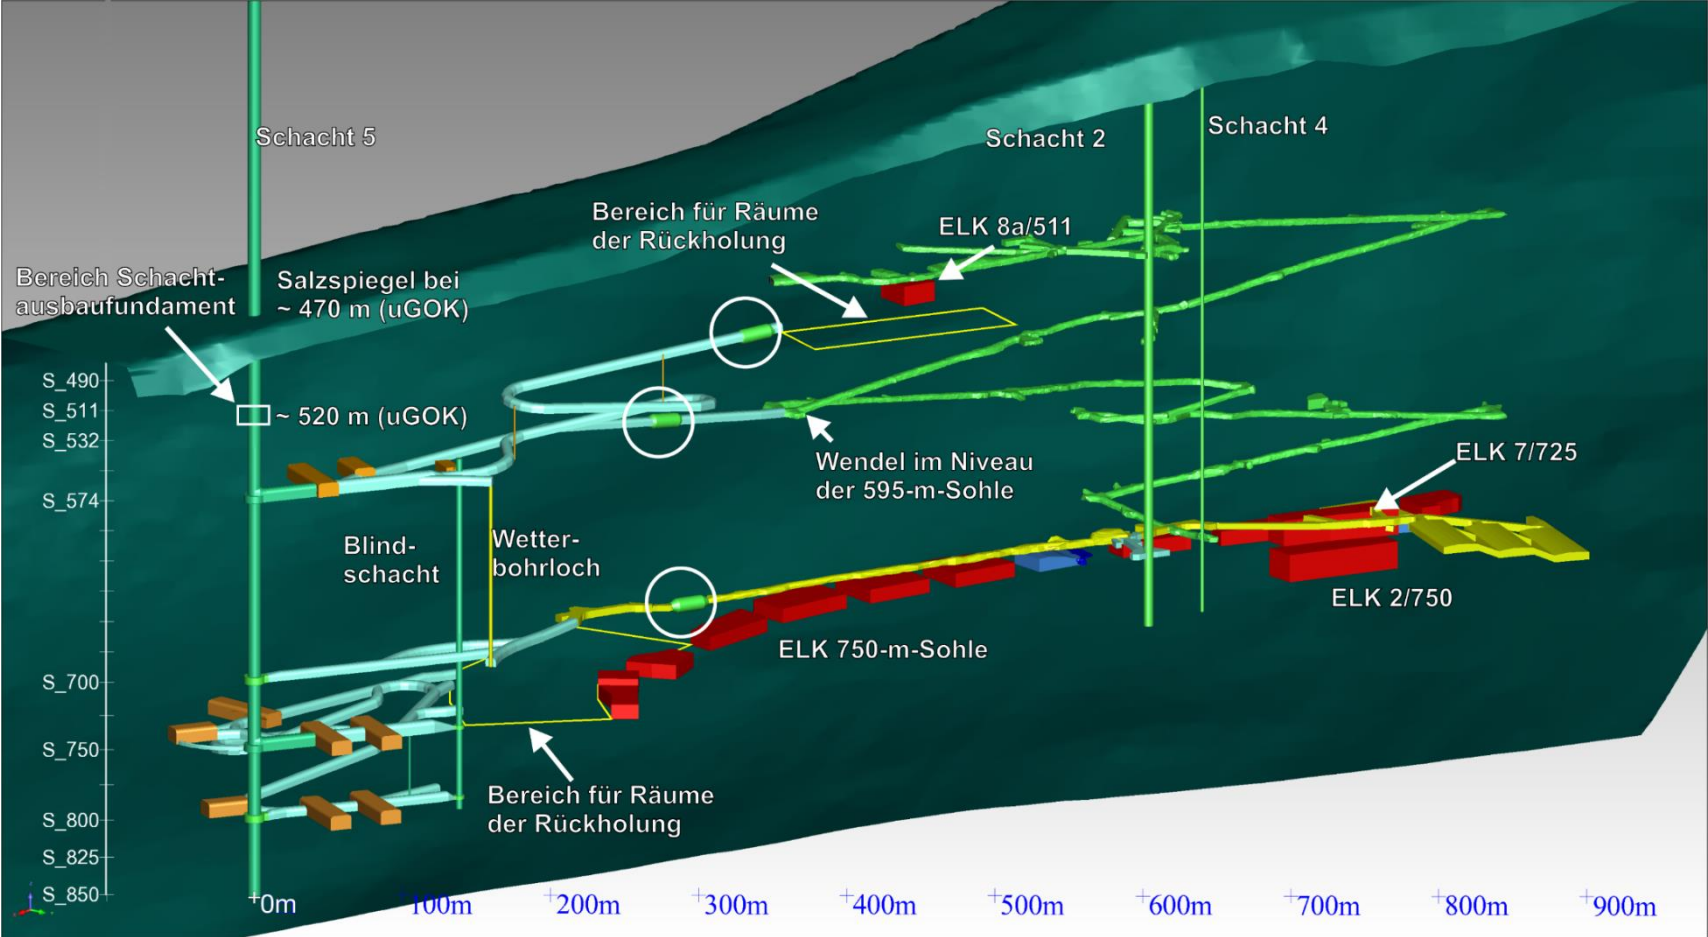 Schacht 5
Schacht 2
Schacht 4
Bereich für Räume
der Rückholung
ELK 8a/511
Bereich Schacht-
ausbaufundament
Salzspiegel bei
~ 470 m (uGOK)
~ 520 m (uGOK)
S_490
S_511
S_532
S_574
S_700
S_750
S_800
S_825
S_850
Wendel im Niveau
der 595-m-Sohle
ELK 7/725
Blind-
schacht
Wetter-
bohrloch
ELK 2/750
ELK 750-m-Sohle
Bereich für Räume
der Rückholung
0m
100m
200m
300m
400m
500m
600m
700m
800m
900m